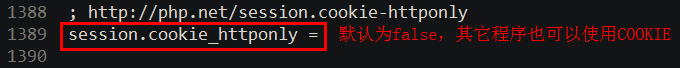 1388 ; http://php.net/session.cookie-httponly
1389 session.cookie_httponly = 默认为false，其它程序也可以使用COOKIE